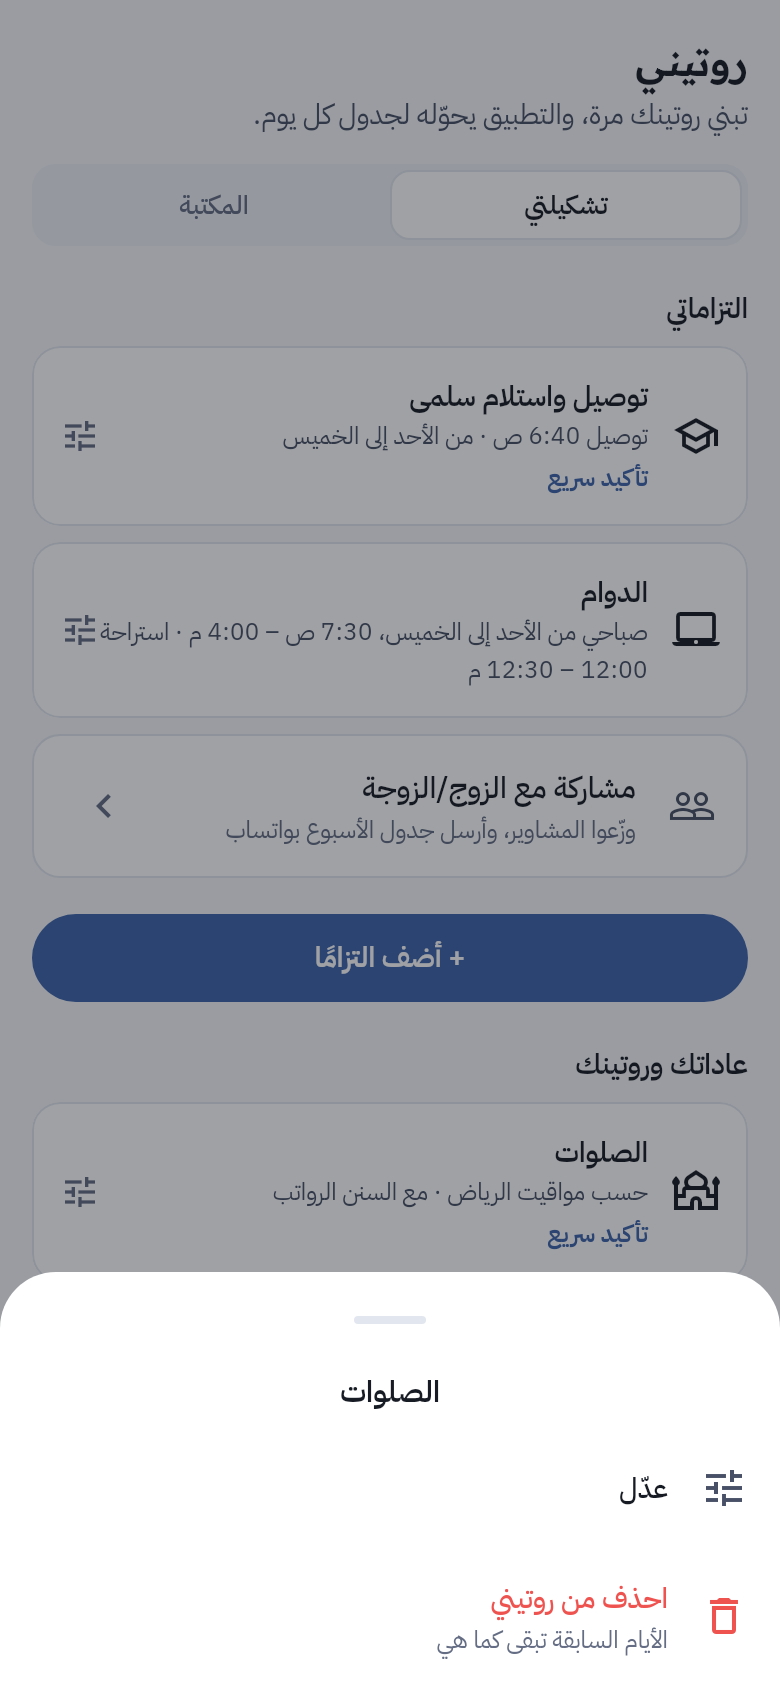 روتيني
تبني روتينك مرة، والتطبيق يحوّله لجدول كل يوم.
تشكيلتي
المكتبة
التزاماتي
توصيل واستلام سلمى
توصيل 6:40 ص · من الأحد إلى الخميس
تأكيد سريع
الدوام
صباحي من الأحد إلى الخميس، 7:30 ص – 4:00 م · استراحة
12:00 – 12:30 م
مشاركة مع الزوج/الزوجة
وزّعوا المشاوير، وأرسل جدول الأسبوع بواتساب
+ أضف التزامًا
عاداتك وروتينك
الصلوات
حسب مواقيت الرياض · مع السنن الرواتب
تأكيد سريع
الصلوات
عدّل
احذف من روتيني
الأيام السابقة تبقى كما هي